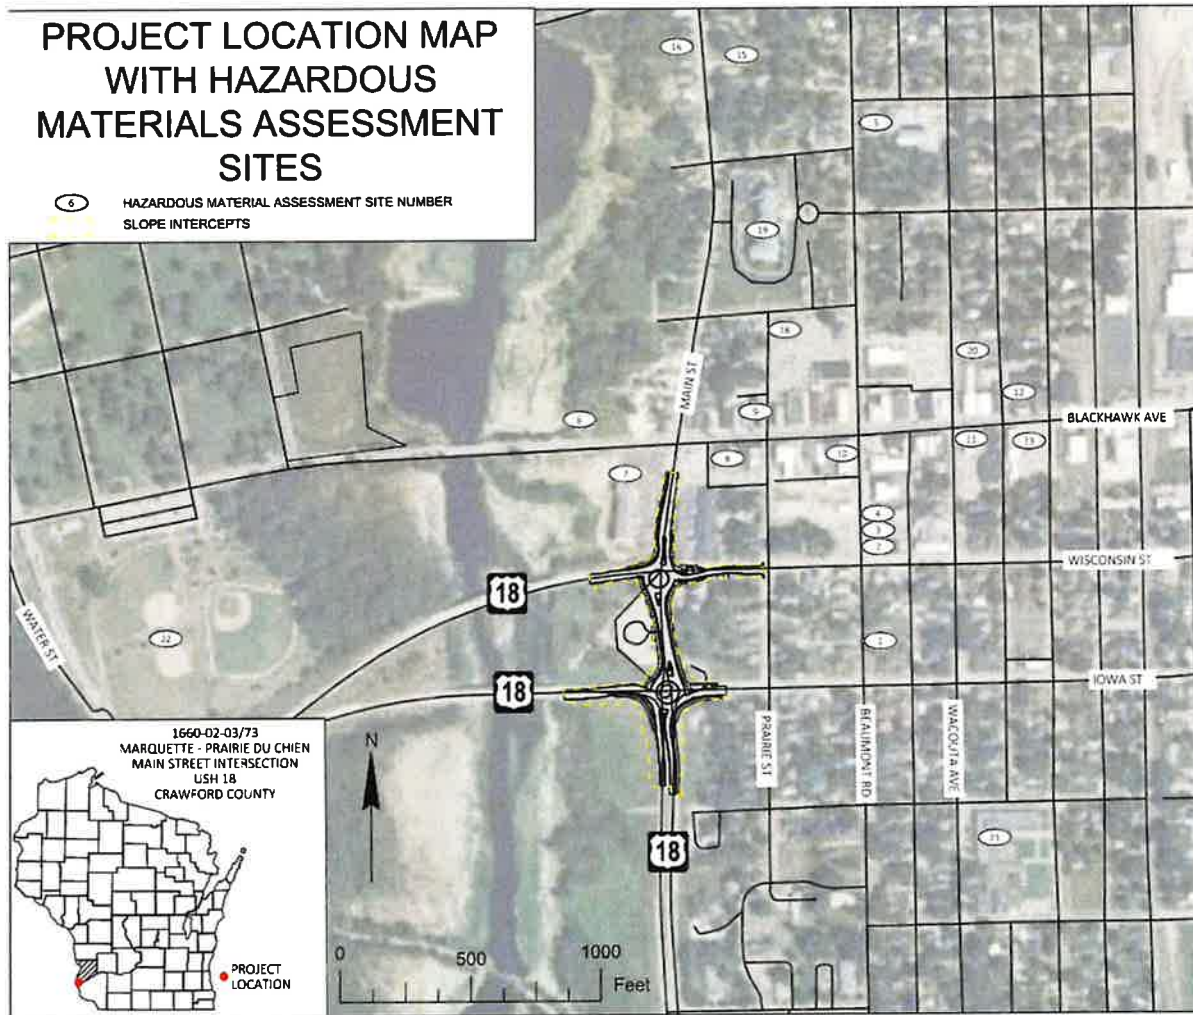 PROJECT LOCATION MAP
WITH HAZARDOUS
MATERIALS ASSESSMENT
SITES
6 HAZARDOUS MATERIAL ASSESSMENT SITE NUMBER
SLOPE INTERCEPTS
14
15
5
19
MAIN ST
18
20
12
6
9
BLACKHAWK AVE
7
8
10
11
13
4
3
2
WISCONSIN ST
18
WATER ST
22
1
IOWA ST
18
PRAIRIE ST
BEAUMONT RD
WACOUTA AVE
1660-02-03/73
MARQUETTE - PRAIRIE DU CHIEN
MAIN STREET INTERSECTION
USH 18
CRAWFORD COUNTY
N
21
18
0
500
1000
Feet
PROJECT
LOCATION